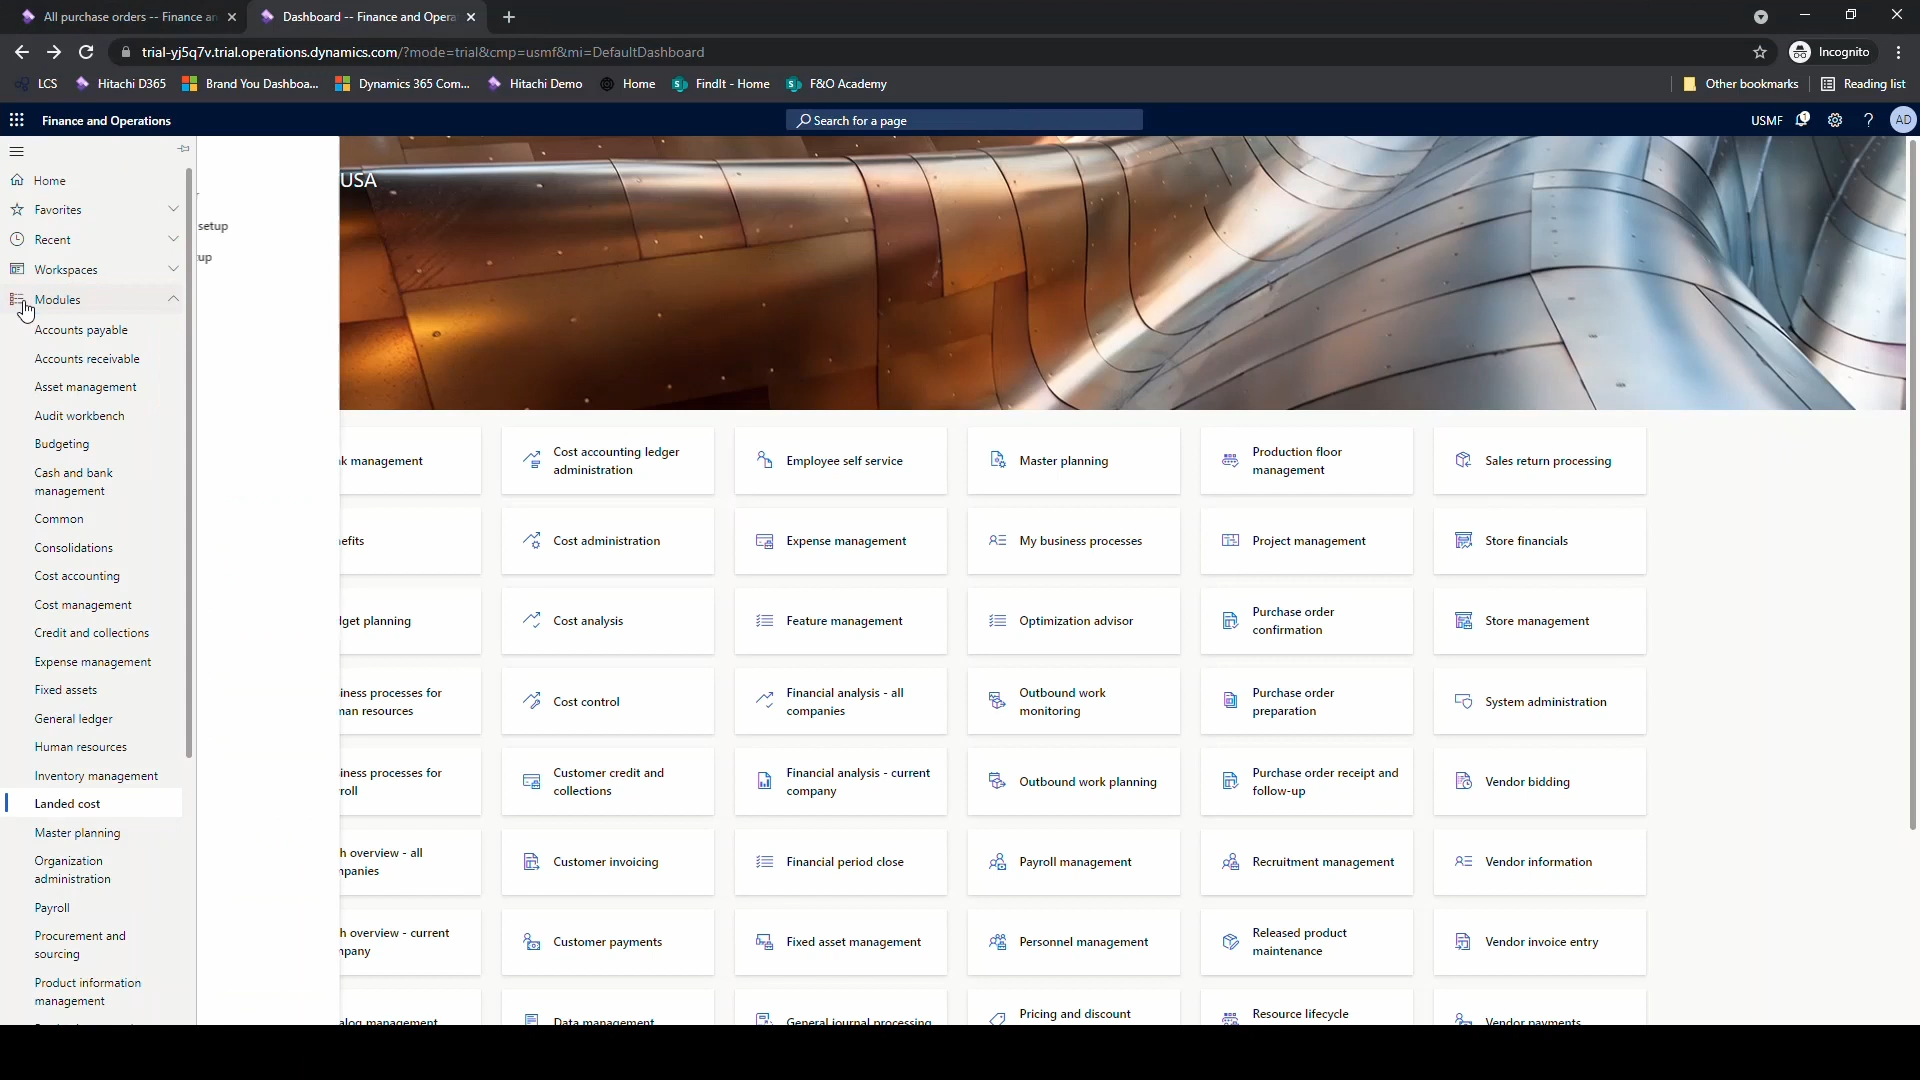 All purchase orders -- Finance an
Dashboard -- Finance and Opera
trial-yj5q7v.trial.operations.dynamics.com/?mode=trial&cmp=usmf&mi=DefaultDashboard
Incognito
LCS
Hitachi D365
Brand You Dashboa...
Dynamics 365 Com...
Hitachi Demo
Home
FindIt - Home
F&O Academy
Other bookmarks
Reading list
Finance and Operations
Search for a page
USMF
1
?
AD
Home
Favorites
Recent
Workspaces
Modules
Accounts payable
Accounts receivable
Asset management
Audit workbench
Budgeting
Cash and bank
management
Common
Consolidations
Cost accounting
Cost management
Credit and collections
Expense management
Fixed assets
General ledger
Human resources
Inventory management
Landed cost
Master planning
Organization
administration
Payroll
Procurement and
sourcing
Product information
management
setup
up
USA
k management
efits
lget planning
iness processes for
nan resources
iness processes for
roll
h overview - all
npanies
h overview - current
npany
alog management
Cost accounting ledger
administration
Cost administration
Cost analysis
Cost control
Customer credit and
collections
Customer invoicing
Customer payments
Data management
Employee self service
Expense management
Feature management
Financial analysis - all
companies
Financial analysis - current
company
Financial period close
Fixed asset management
General journal processing
Master planning
My business processes
Optimization advisor
Outbound work
monitoring
Outbound work planning
Payroll management
Personnel management
Pricing and discount
Production floor
management
Project management
Purchase order
confirmation
Purchase order
preparation
Purchase order receipt and
follow-up
Recruitment management
Released product
maintenance
Resource lifecycle
Sales return processing
Store financials
Store management
System administration
Vendor bidding
Vendor information
Vendor invoice entry
Vendor payments